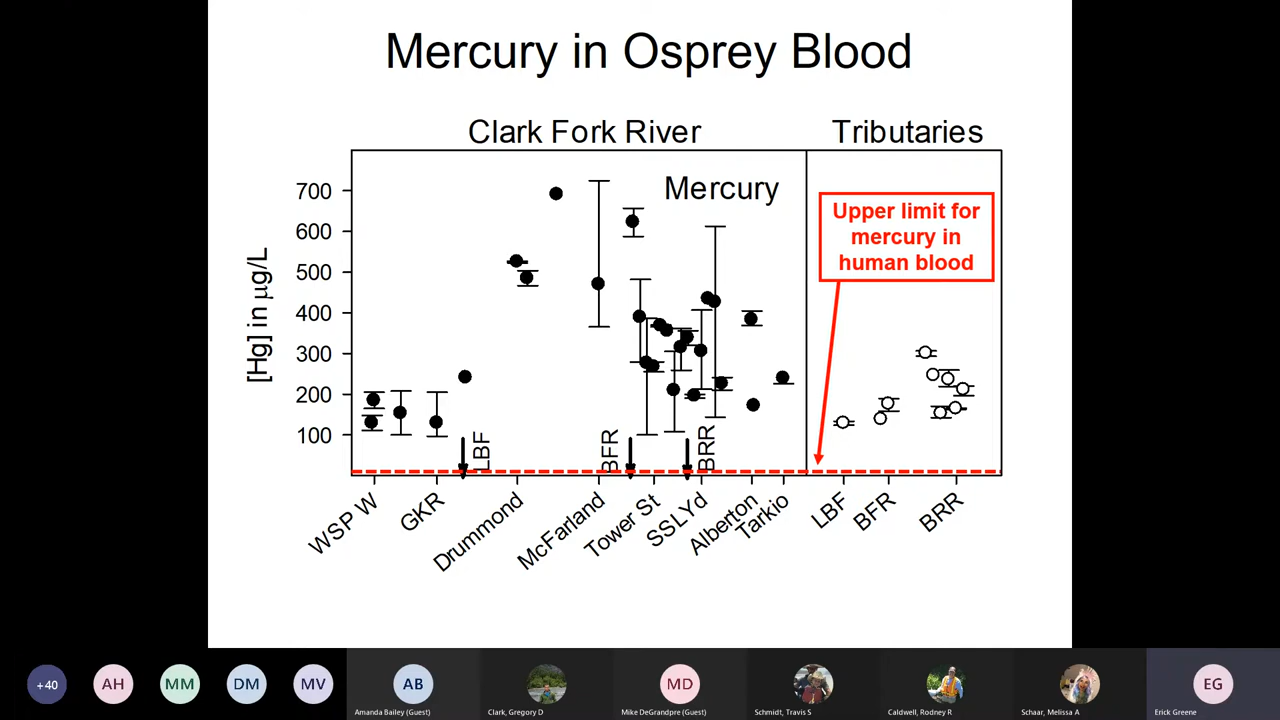 Mercury in Osprey Blood
Clark Fork River
Tributaries
Mercury
Upper limit for
mercury in
human blood
[Hg] in μg/L
700
600
500
400
300
200
100
LBF
BFR
BRR
WSP W
GKR
Drummond
McFarland
Tower St
SSLYd
Alberton
Tarkio
LBF
BFR
BRR
+40
AH
MM
DM
MV
AB
MD
EG
Amanda Bailey (Guest)
Clark, Gregory D
Mike DeGrandpre (Guest)
Schmidt, Travis S
Caldwell, Rodney R
Schaar, Melissa A
Erick Greene